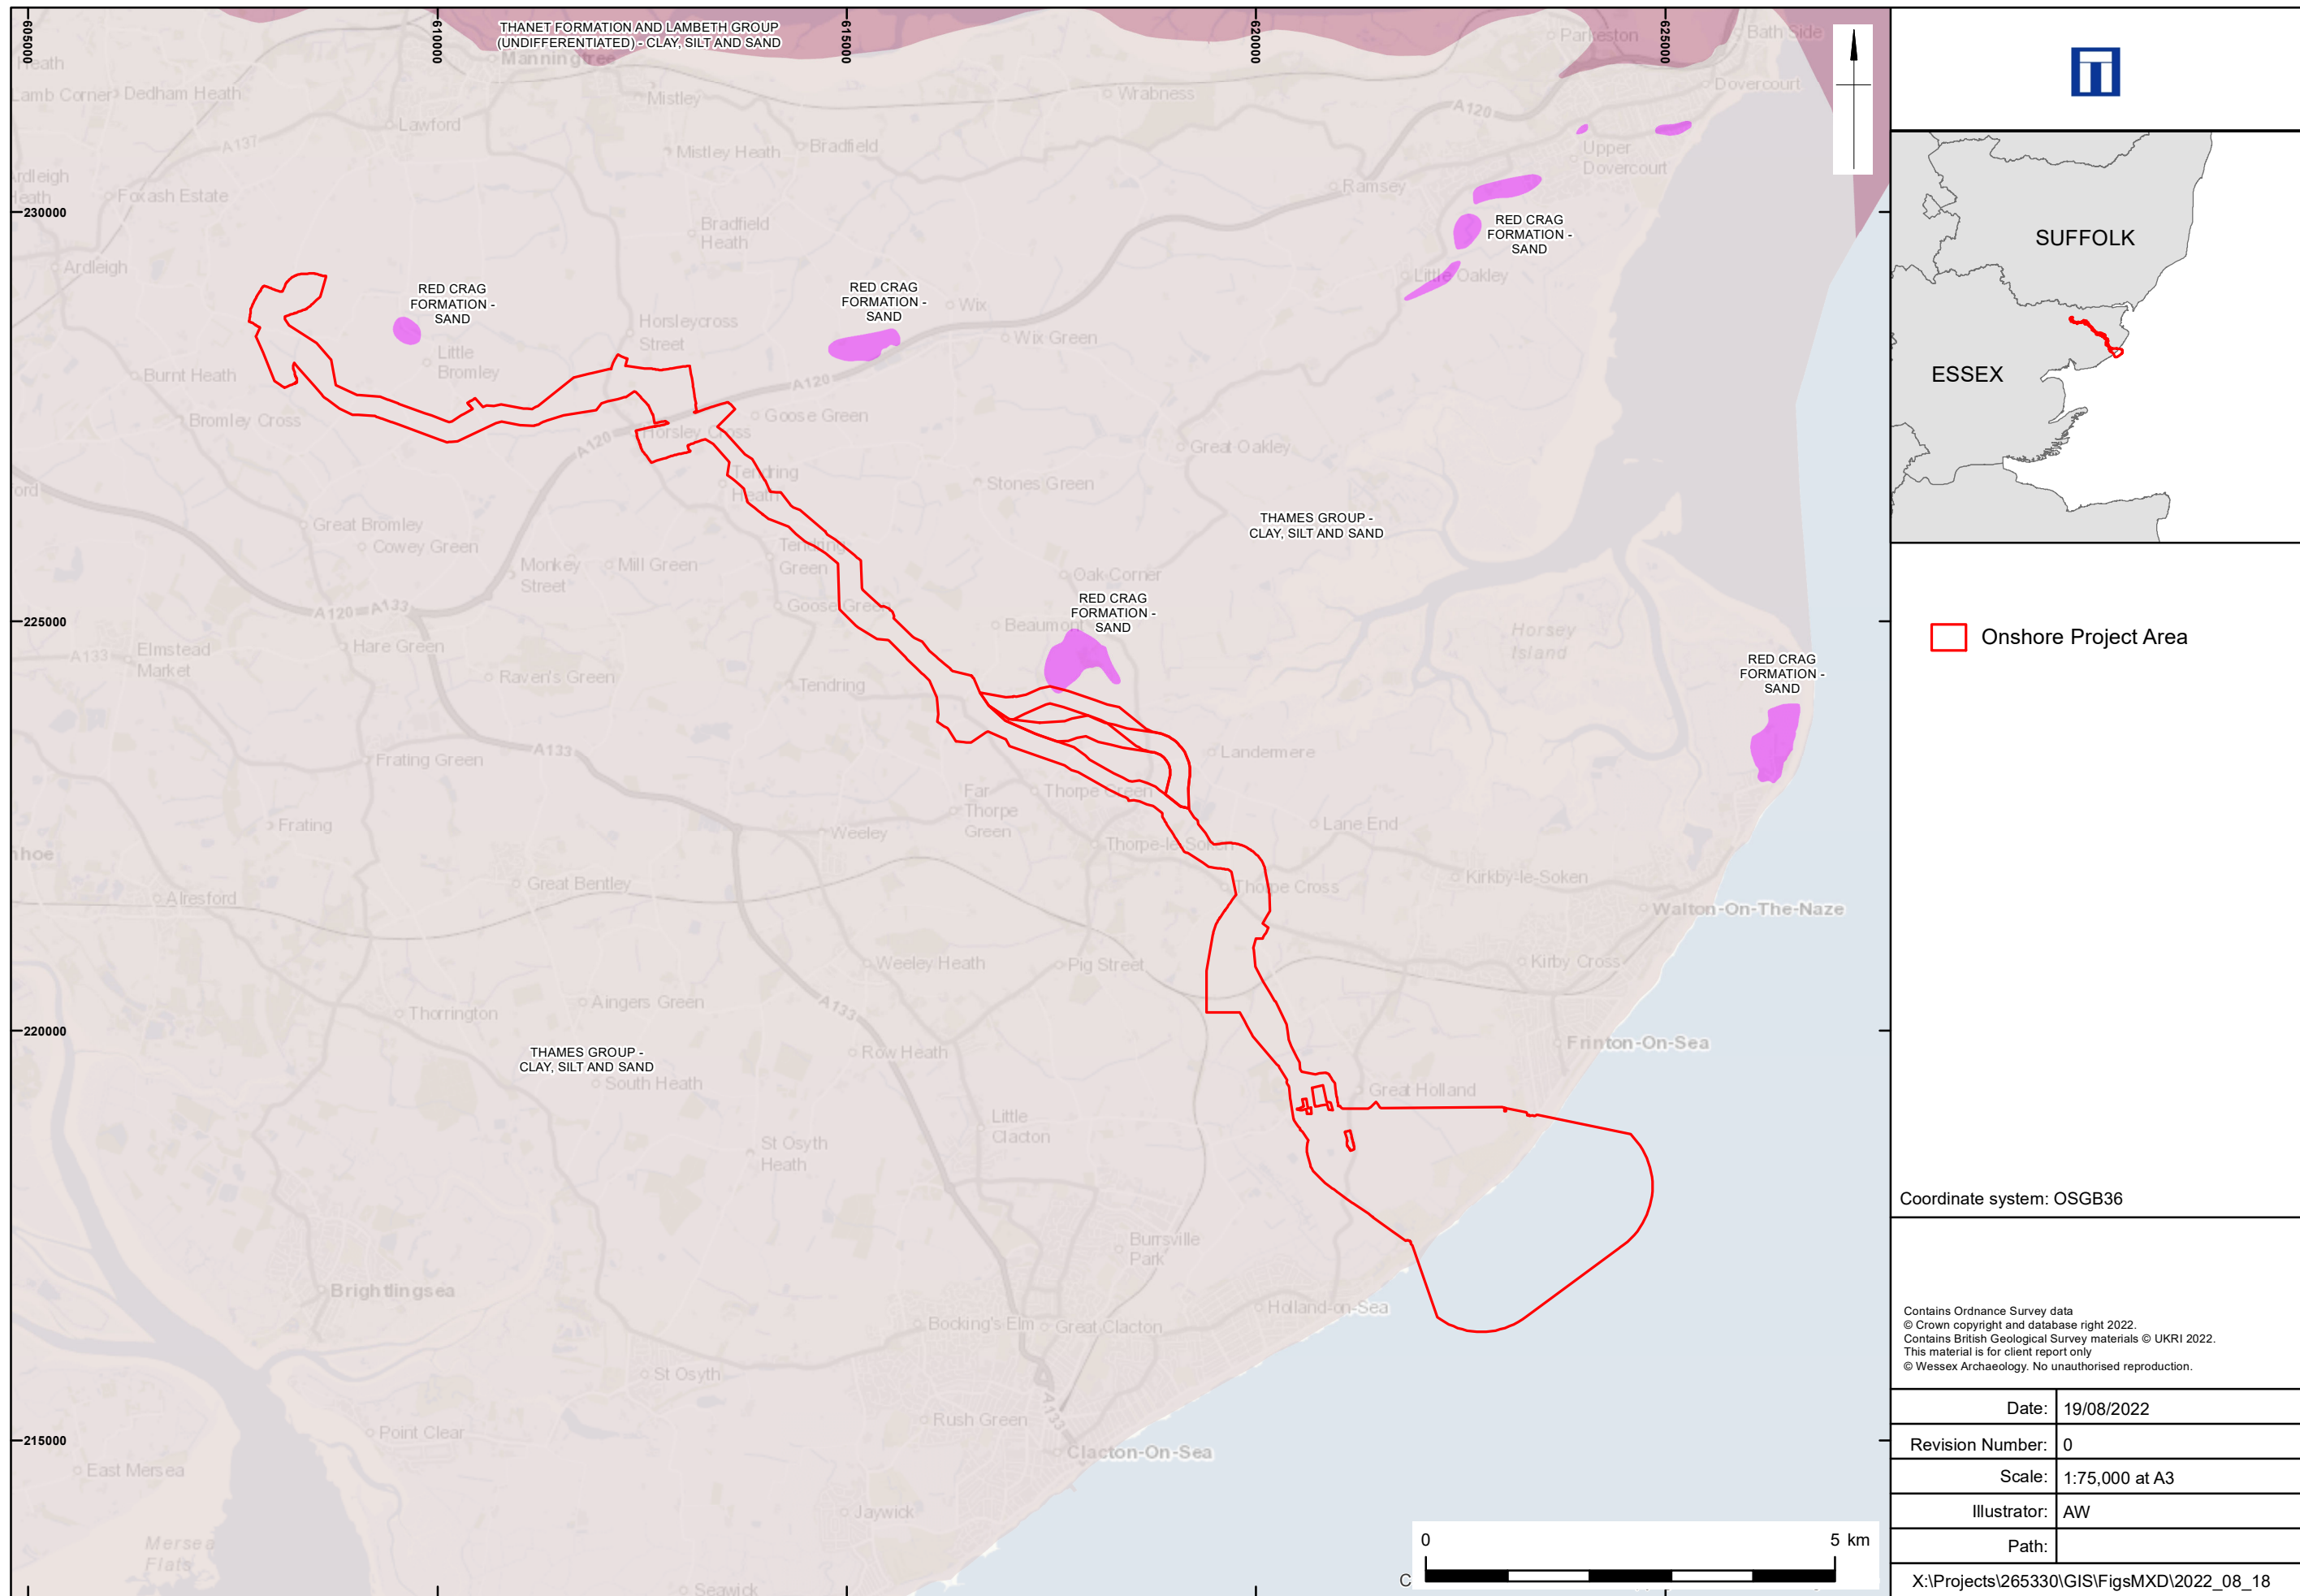 THANET FORMATION AND LAMBETH GROUP
(UNDIFFERENTIATED) - CLAY, SILT AND SAND
605000
610000
615000
620000
625000
Heath
Manningtree
Parkeston
Bath Side
Lamb Corner
Dedham Heath
Mistley
Wrabness
Dovercourt
Lawford
A120
A137
Mistley Heath
Bradfield
Upper
Dovercourt
Ardleigh
Heath
Foxash Estate
Ramsey
230000
Bradfield
Heath
RED CRAG
FORMATION -
SAND
Ardleigh
Little Oakley
RED CRAG
FORMATION -
SAND
RED CRAG
FORMATION -
SAND
Wix
Horsleycross
Street
Wix Green
Little
Bromley
Burnt Heath
A120
Bromley Cross
Goose Green
Horsley Cross
A120
Great Oakley
Tendring
Heath
Stones Green
ord
Great Bromley
THAMES GROUP -
CLAY, SILT AND SAND
Cowey Green
Tendring
Green
Monkey
Street
Mill Green
Oak Corner
A120
A133
Goose Green
RED CRAG
FORMATION -
SAND
225000
Beaumont
Horsey
Island
Elmstead
Market
A133
Hare Green
RED CRAG
FORMATION -
SAND
Raven's Green
Tendring
A133
Frating Green
Landermere
Far
Thorpe
Green
Thorpe Green
Frating
Weeley
Lane End
Thorpe-le-Soken
nhoe
Great Bentley
Thorpe Cross
Kirkby-le-Soken
Alresford
Walton-On-The-Naze
Weeley Heath
Pig Street
Kirby Cross
Aingers Green
A133
Thorrington
220000
Row Heath
Frinton-On-Sea
THAMES GROUP -
CLAY, SILT AND SAND
South Heath
Great Holland
Little
Clacton
St Osyth
Heath
Burrsville
Park
Brightlingsea
Holland-on-Sea
Bocking's Elm
Great Clacton
St Osyth
A133
Rush Green
Point Clear
215000
Clacton-On-Sea
East Mersea
Jaywick
Mersea
Flats
Seawick
C
0
5 km
SUFFOLK
ESSEX
Onshore Project Area
Coordinate system: OSGB36
Contains Ordnance Survey data
© Crown copyright and database right 2022.
Contains British Geological Survey materials © UKRI 2022.
This material is for client report only
© Wessex Archaeology. No unauthorised reproduction.
Date: 19/08/2022
Revision Number: 0
Scale: 1:75,000 at A3
Illustrator: AW
Path:
X:\Projects\265330\GIS\FigsMXD\2022_08_18